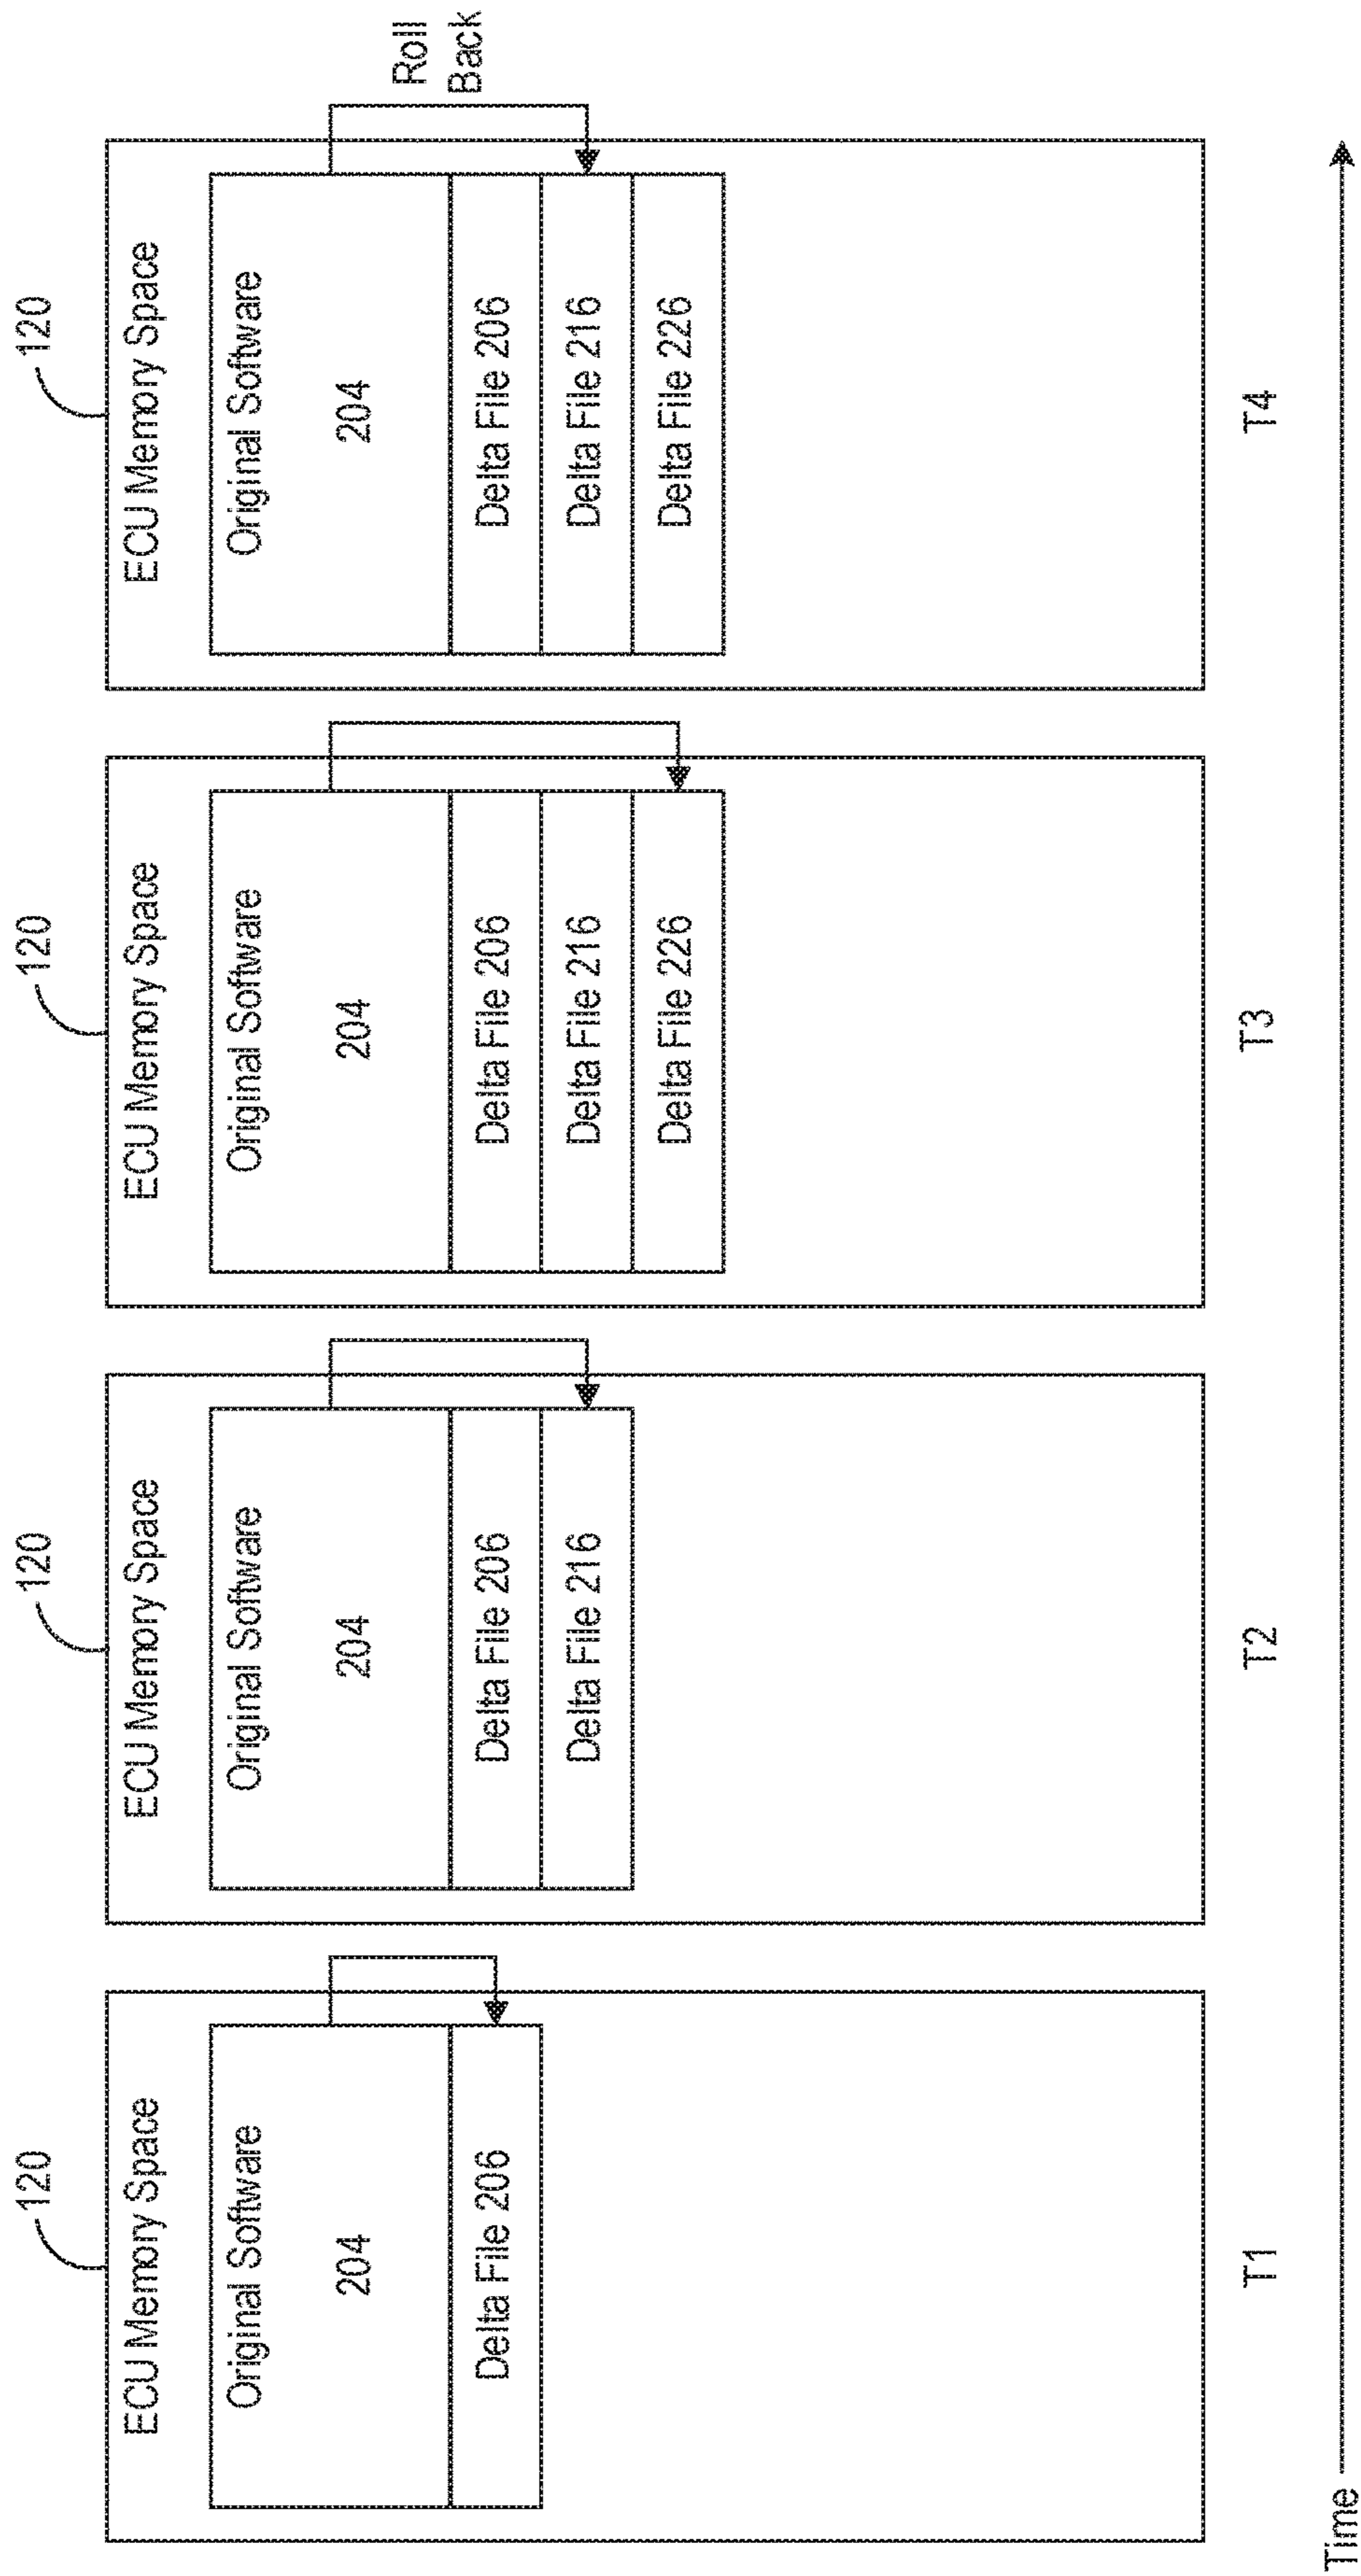 120
ECU Memory Space
Original Software
204
Delta File 206
T1
120
ECU Memory Space
Original Software
204
Delta File 206
Delta File 216
T2
120
ECU Memory Space
Original Software
204
Delta File 206
Delta File 216
Delta File 226
T3
120
ECU Memory Space
Original Software
204
Delta File 206
Delta File 216
Delta File 226
T4
Roll
Back
Time